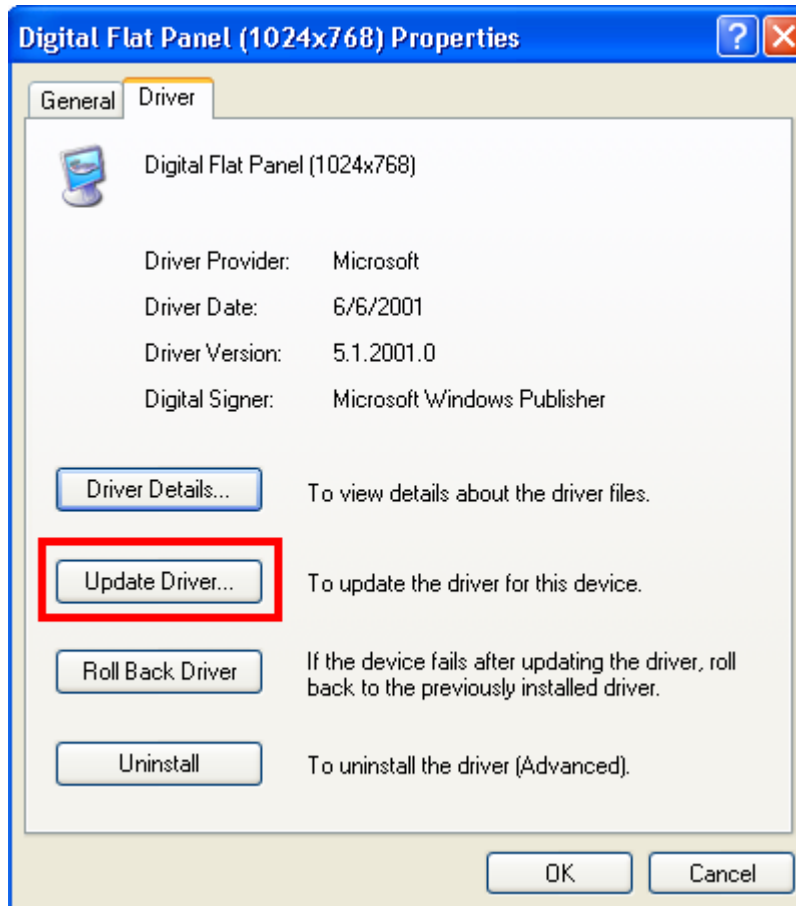 Digital Flat Panel (1024x768) Properties
General Driver
Digital Flat Panel (1024x768)
Driver Provider: Microsoft
Driver Date: 6/6/2001
Driver Version: 5.1.2001.0
Digital Signer: Microsoft Windows Publisher
Driver Details... To view details about the driver files.
Update Driver... To update the driver for this device.
Roll Back Driver If the device fails after updating the driver, roll
back to the previously installed driver.
Uninstall To uninstall the driver (Advanced).
OK Cancel